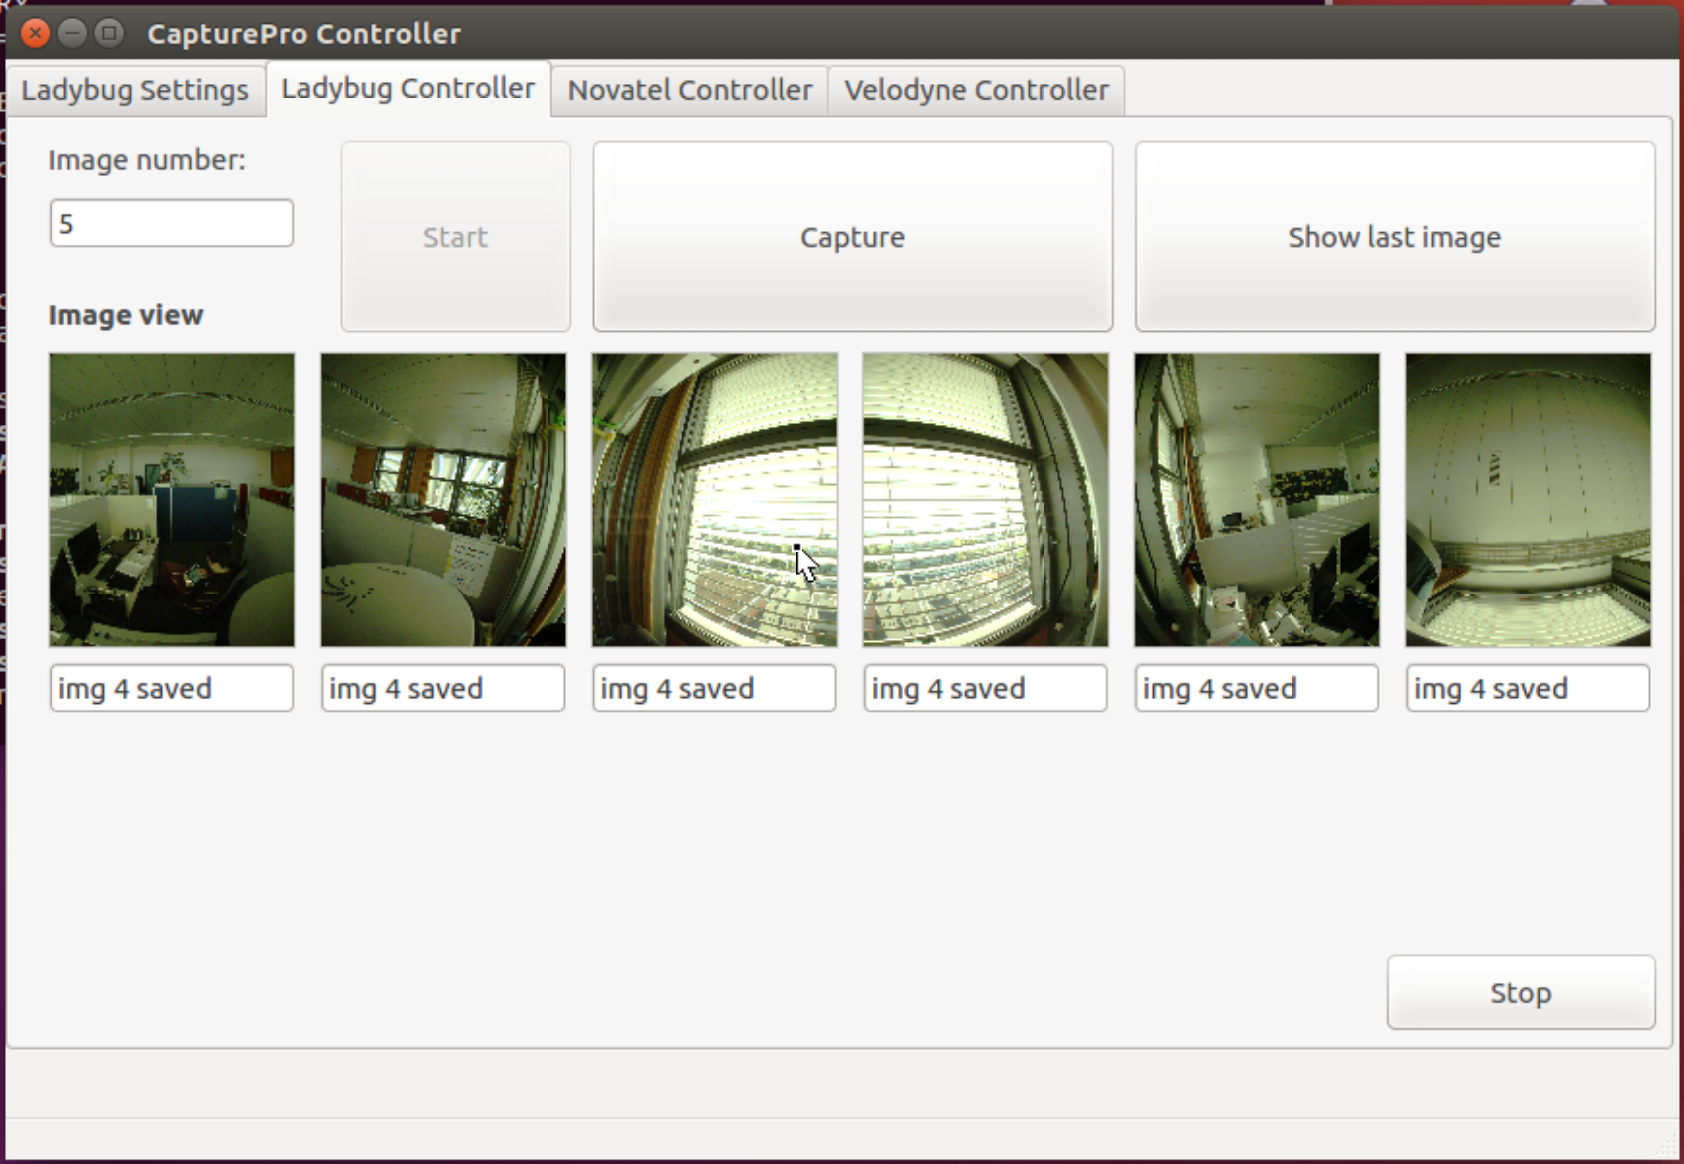 CapturePro Controller
Ladybug Settings
Ladybug Controller
Novatel Controller
Velodyne Controller
Image number:
5
Start
Capture
Show last image
Image view
img 4 saved
img 4 saved
img 4 saved
img 4 saved
img 4 saved
img 4 saved
Stop